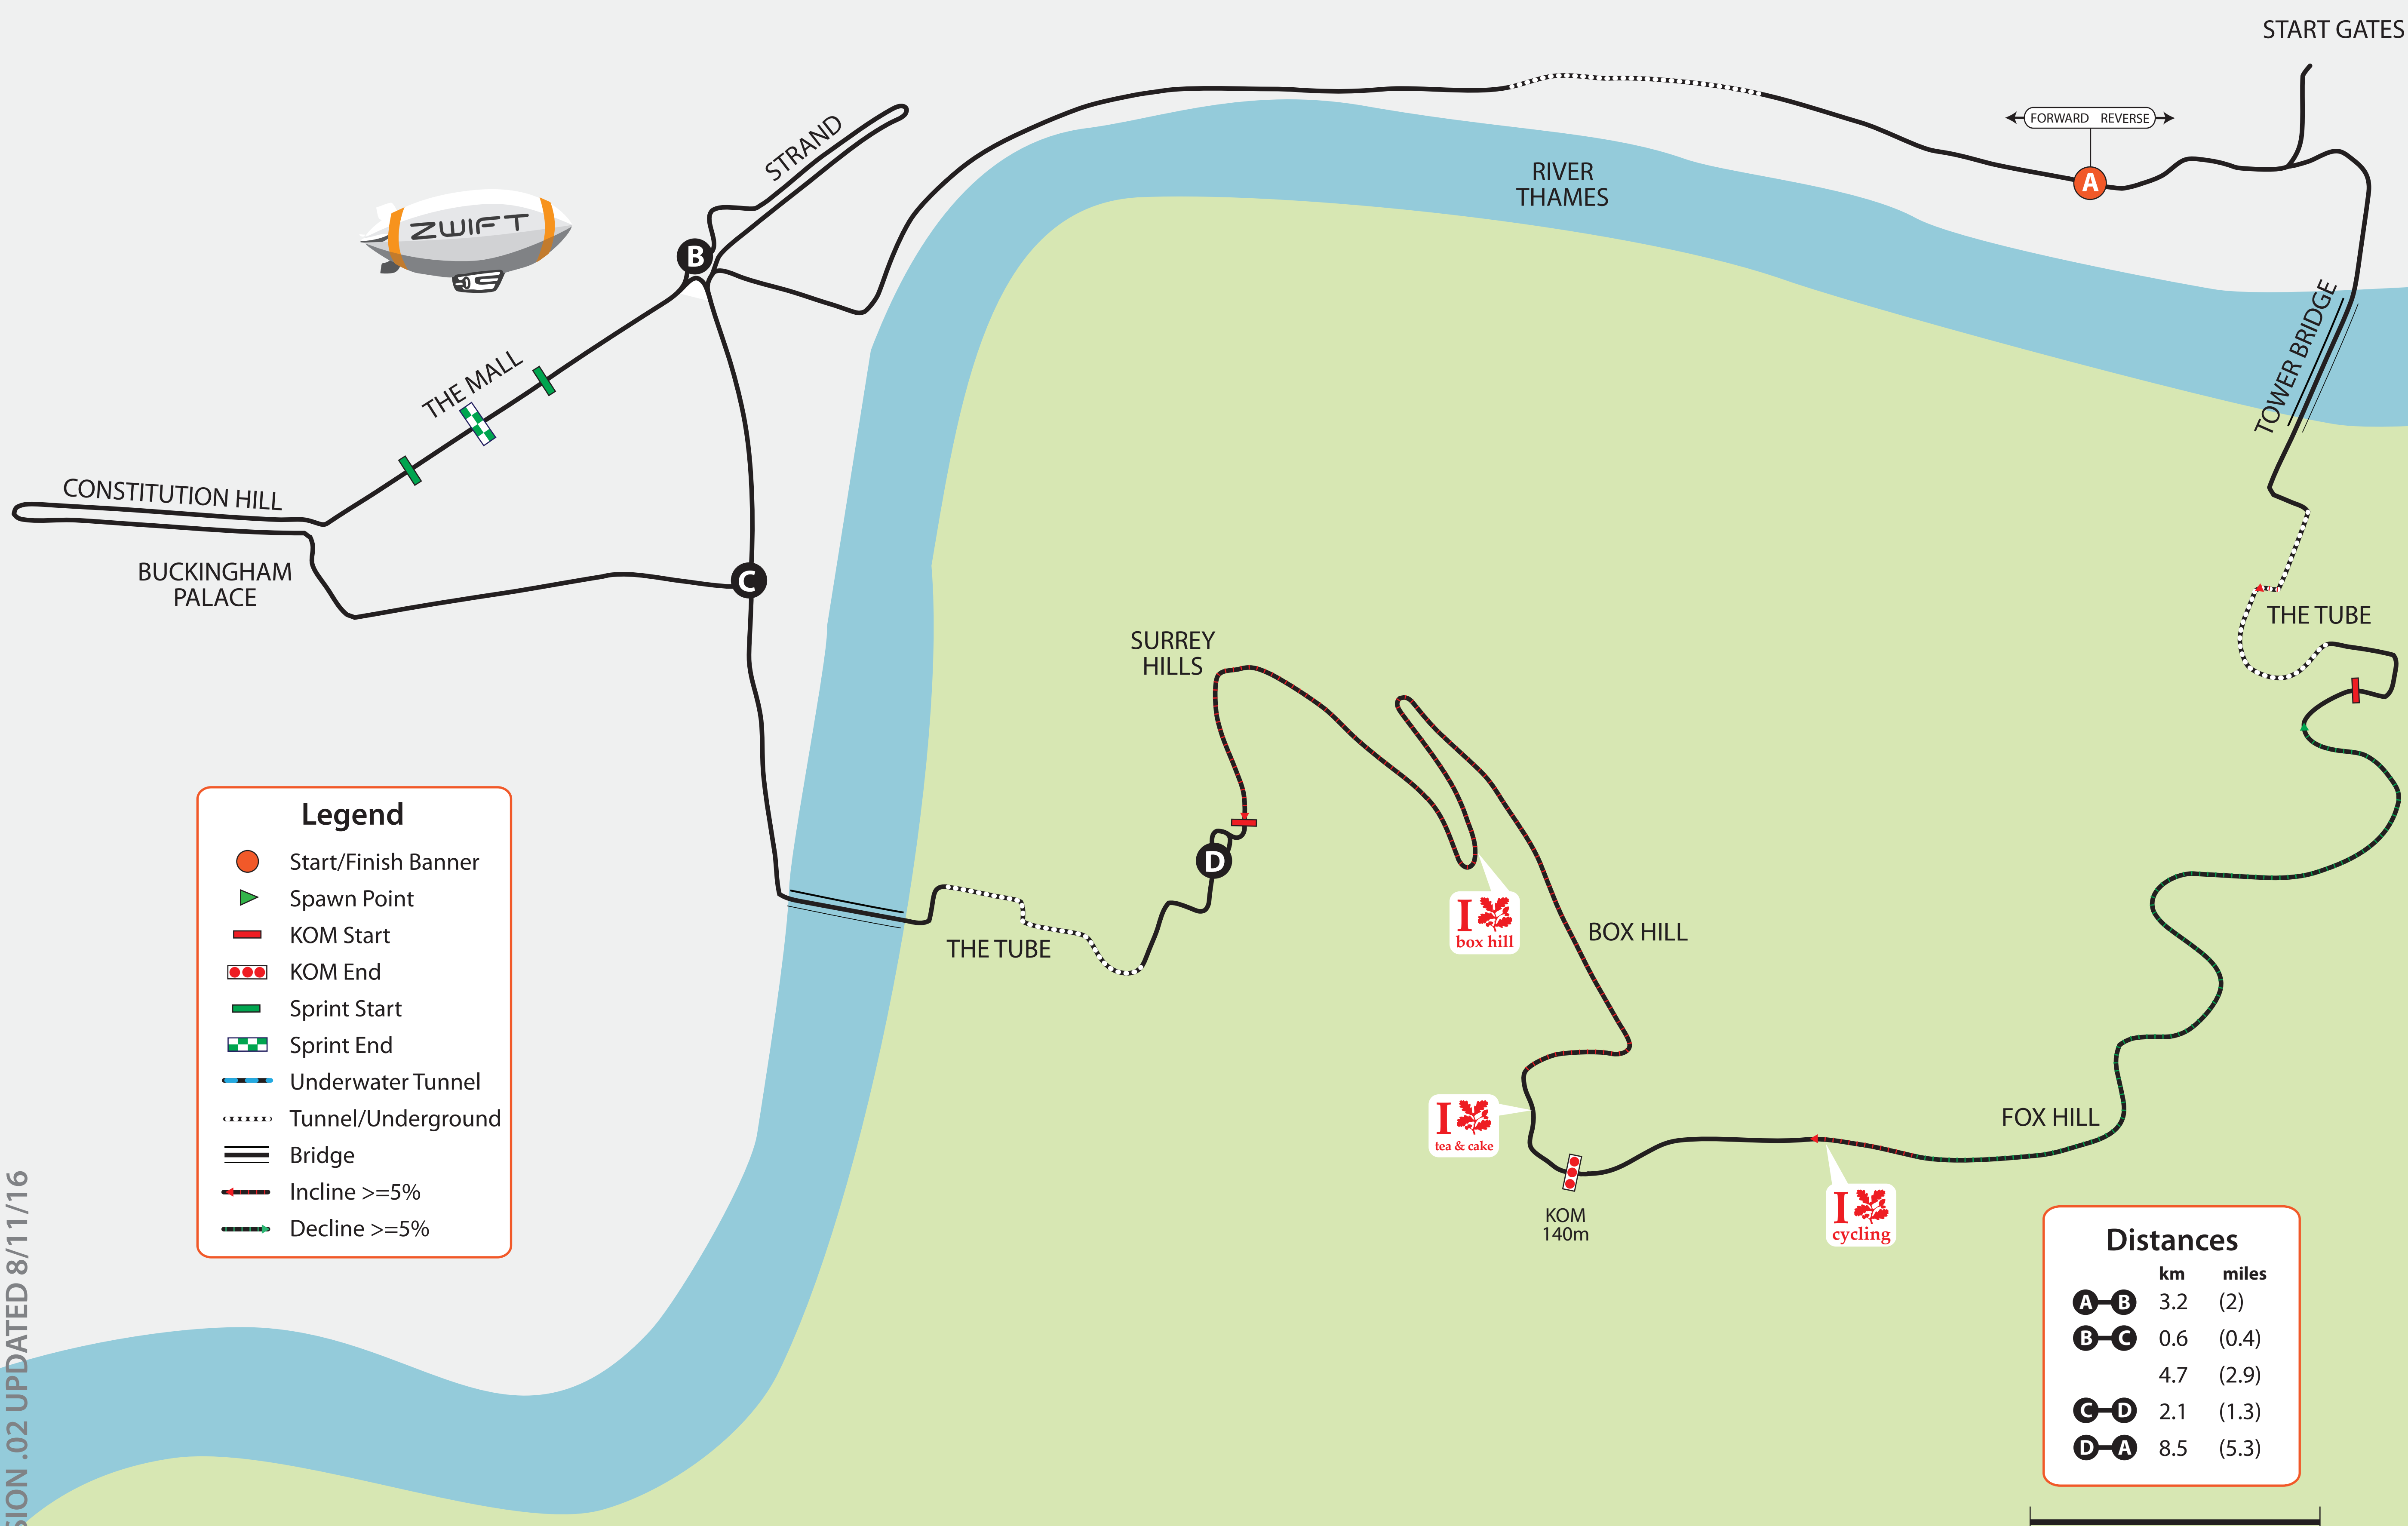 START GATES
FORWARD REVERSE
A
STRAND
RIVER
THAMES
ZWIFT
B
THE MALL
TOWER BRIDGE
CONSTITUTION HILL
BUCKINGHAM
PALACE
C
THE TUBE
SURREY
HILLS
D
THE TUBE
I
box hill
BOX HILL
I
tea & cake
FOX HILL
I
cycling
KOM
140m
Legend
Start/Finish Banner
Spawn Point
KOM Start
KOM End
Sprint Start
Sprint End
Underwater Tunnel
Tunnel/Underground
Bridge
Incline >=5%
Decline >=5%
Distances
km miles
A B 3.2 (2)
B C 0.6 (0.4)
4.7 (2.9)
C D 2.1 (1.3)
D A 8.5 (5.3)
.02 UPDATED 8/11/16